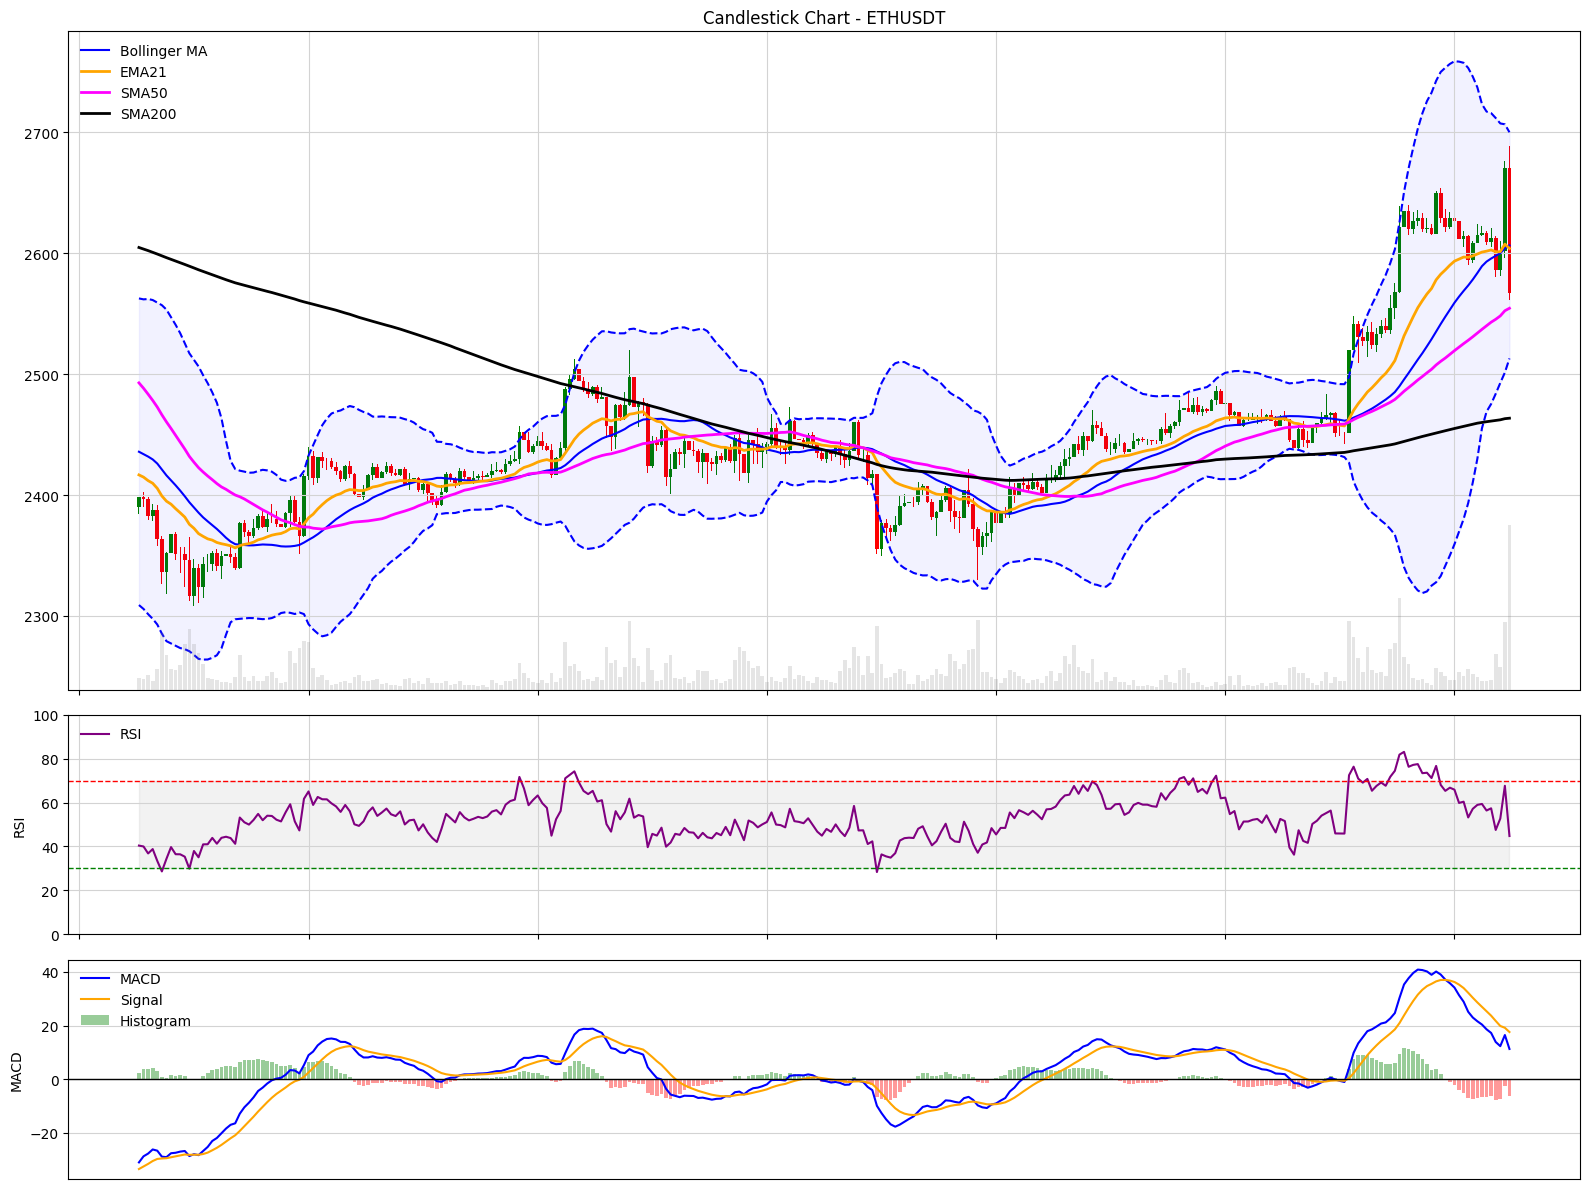 Candlestick Chart - ETHUSDT
Bollinger MA
EMA21
SMA50
SMA200
2700
2600
2500
2400
2300
RSI
100
80
60
40
20
0
RSI
MACD
Signal
Histogram
40
20
0
−20
MACD